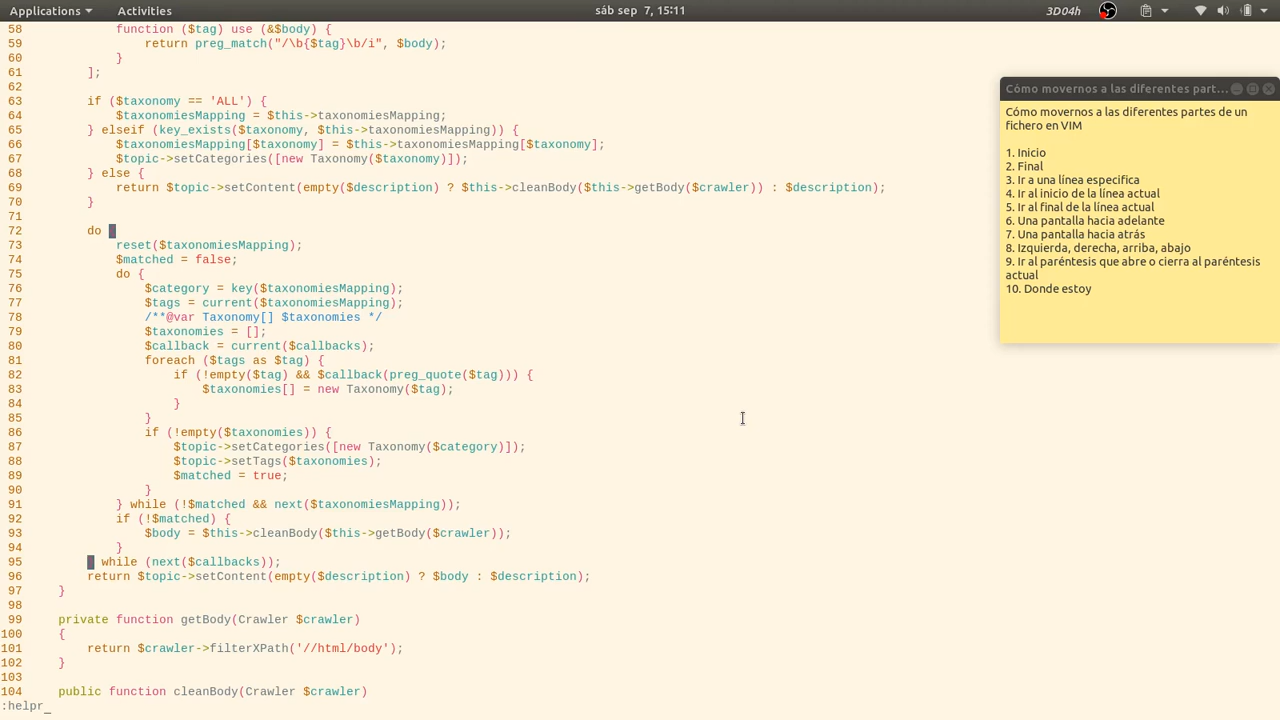 Applications Activities sáb sep 7, 15:11 3D04h
58 function ($tag) use (&$body) {
59 return preg_match("/\b{$tag}\b/i", $body);
60 }
61 ];
62
63 if ($taxonomy == 'ALL') {
64 $taxonomiesMapping = $this->taxonomiesMapping;
65 } elseif (key_exists($taxonomy, $this->taxonomiesMapping)) {
66 $taxonomiesMapping[$taxonomy] = $this->taxonomiesMapping[$taxonomy];
67 $topic->setCategories([new Taxonomy($taxonomy)]);
68 } else {
69 return $topic->setContent(empty($description) ? $this->cleanBody($this->getBody($crawler)) : $description);
70 }
71
72 do {
73 reset($taxonomiesMapping);
74 $matched = false;
75 do {
76 $category = key($taxonomiesMapping);
77 $tags = current($taxonomiesMapping);
78 /**@var Taxonomy[] $taxonomies */
79 $taxonomies = [];
80 $callback = current($callbacks);
81 foreach ($tags as $tag) {
82 if (!empty($tag) && $callback(preg_quote($tag))) {
83 $taxonomies[] = new Taxonomy($tag);
84 }
85 }
86 if (!empty($taxonomies)) {
87 $topic->setCategories([new Taxonomy($category)]);
88 $topic->setTags($taxonomies);
89 $matched = true;
90 }
91 } while (!$matched && next($taxonomiesMapping));
92 if (!$matched) {
93 $body = $this->cleanBody($this->getBody($crawler));
94 }
95 } while (next($callbacks));
96 return $topic->setContent(empty($description) ? $body : $description);
97 }
98
99 private function getBody(Crawler $crawler)
100 {
101 return $crawler->filterXPath('//html/body');
102 }
103
104 public function cleanBody(Crawler $crawler)
:helpr_
Cómo movernos a las diferentes part...
Cómo movernos a las diferentes partes de un
fichero en VIM
1. Inicio
2. Final
3. Ir a una línea especifica
4. Ir al inicio de la línea actual
5. Ir al final de la línea actual
6. Una pantalla hacia adelante
7. Una pantalla hacia atrás
8. Izquierda, derecha, arriba, abajo
9. Ir al paréntesis que abre o cierra al paréntesis
actual
10. Donde estoy